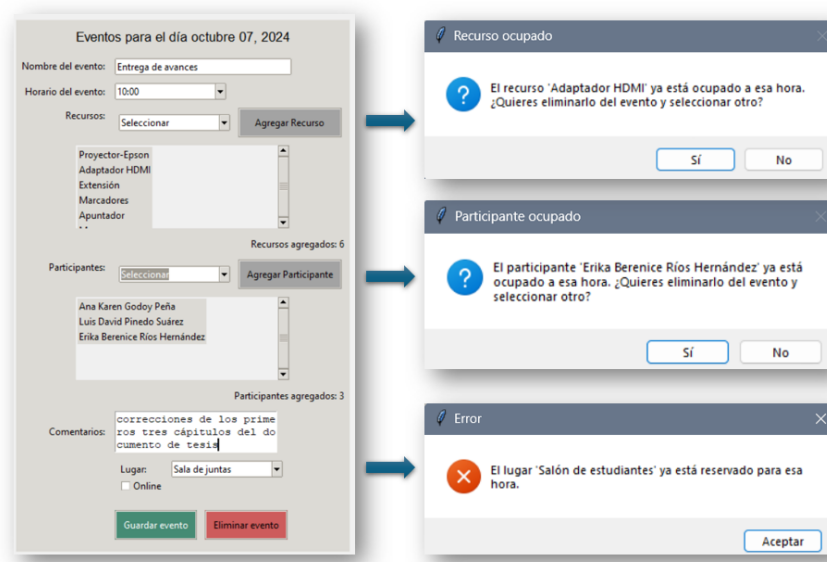 Eventos para el día octubre 07, 2024
Nombre del evento: Entrega de avances
Horario del evento: 10:00
Recursos: Seleccionar Agregar Recurso
Proyector-Epson
Adaptador HDMI
Extensión
Marcadores
Apuntador
Recursos agregados: 6
Participantes: Seleccionar Agregar Participante
Ana Karen Godoy Peña
Luis David Pinedo Suárez
Erika Berenice Ríos Hernández
Participantes agregados: 3
Comentarios:
correcciones de los prime
ros tres cápitulos del do
cumento de tesis
Lugar: Sala de juntas
Online
Guardar evento Eliminar evento
Recurso ocupado
El recurso 'Adaptador HDMI' ya está ocupado a esa hora.
¿Quieres eliminarlo del evento y seleccionar otro?
Sí No
Participante ocupado
El participante 'Erika Berenice Ríos Hernández' ya está
ocupado a esa hora. ¿Quieres eliminarlo del evento y
seleccionar otro?
Sí No
Error
El lugar 'Salón de estudiantes' ya está reservado para esa
hora.
Aceptar